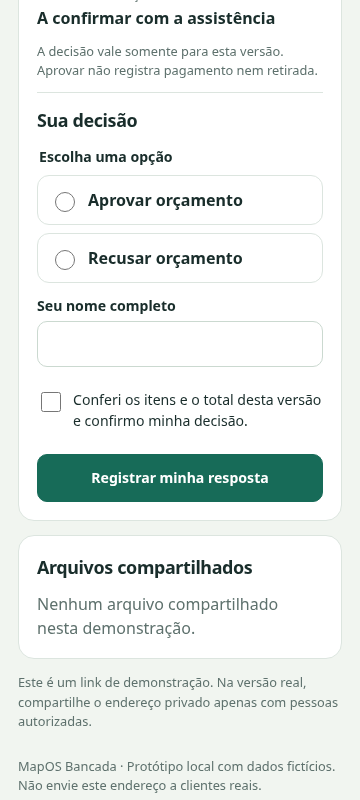 A confirmar com a assistência
A decisão vale somente para esta versão.
Aprovar não registra pagamento nem retirada.
Sua decisão
Escolha uma opção
Aprovar orçamento
Recusar orçamento
Seu nome completo
Conferi os itens e o total desta versão
e confirmo minha decisão.
Registrar minha resposta
Arquivos compartilhados
Nenhum arquivo compartilhado
nesta demonstração.
Este é um link de demonstração. Na versão real,
compartilhe o endereço privado apenas com pessoas
autorizadas.
MapOS Bancada · Protótipo local com dados fictícios.
Não envie este endereço a clientes reais.